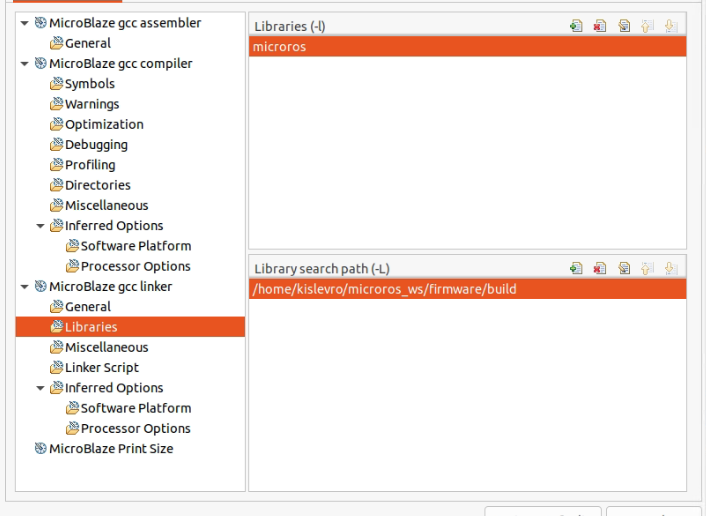 MicroBlaze gcc assembler
General
MicroBlaze gcc compiler
Symbols
Warnings
Optimization
Debugging
Profiling
Directories
Miscellaneous
Inferred Options
Software Platform
Processor Options
MicroBlaze gcc linker
General
Libraries
Miscellaneous
Linker Script
Inferred Options
Software Platform
Processor Options
MicroBlaze Print Size
Libraries (-l)
microros
Library search path (-L)
/home/kislevro/microros_ws/firmware/build